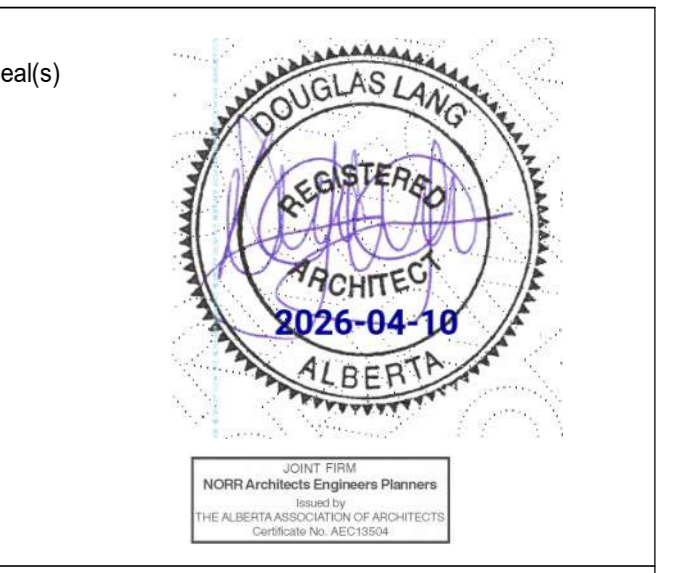 eal(s)
DOUGLAS LANG
REGISTERED
ARCHITECT
2026-04-10
ALBERTA
JOINT FIRM
NORR Architects Engineers Planners
Issued by
THE ALBERTA ASSOCIATION OF ARCHITECTS
Certificate No. AEC13504